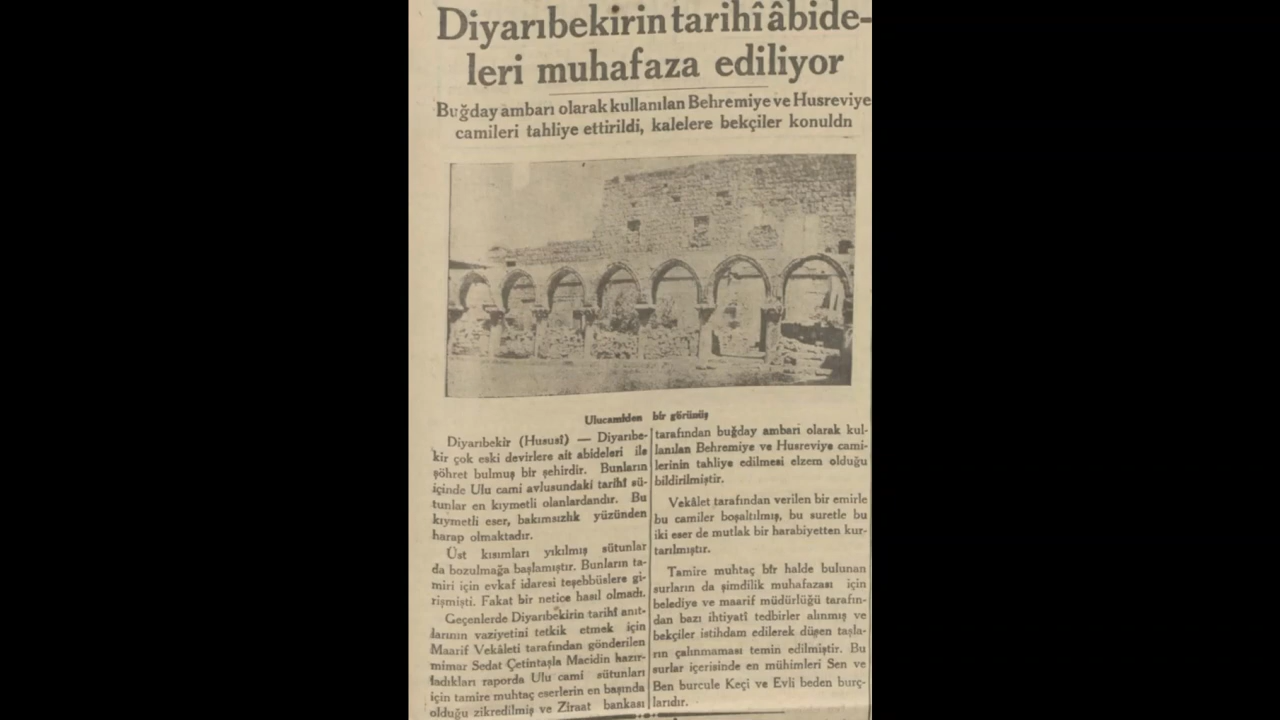 Diyarıbekirin tarihî âbide-
leri muhafaza ediliyor
Buğday ambarı olarak kullanılan Behremiye ve Husreviye
camileri tahliye ettirildi, kalelere bekçiler konuldn
Ulucamiden bir görünüş
Diyarıbekir (Hususî) — Diyarıbe-
kir çok eski devirlere ait abideleri ile
şöhret bulmuş bir şehirdir. Bunların
içinde Ulu cami avlusundaki tarihî sü-
tunlar en kıymetli olanlardandır. Bu
kıymetli eser, bakımsızlık yüzünden
harap olmaktadır.
Üst kısımları yıkılmış sütunlar
da bozulmağa başlamıştır. Bunların ta-
miri için evkaf idaresi teşebbüslere gi-
rişmişti. Fakat bir netice hasıl olmadı.
Geçenlerde Diyarıbekirin tarihî anıt-
larının vaziyetini tetkik etmek için
Maarif Vekâleti tarafından gönderilen
mimar Sedat Çetintaşla Macidin hazır-
ladıkları raporda Ulu cami sütunları
için tamire muhtaç eserlerin en başında
olduğu zikredilmiş ve Ziraat bankası
tarafından buğday ambari olarak kul-
lanılan Behremiye ve Husreviye cami-
lerinin tahliye edilmesi elzem olduğu
bildirilmiştir.
Vekâlet tarafından verilen bir emirle
bu camiler boşaltılmış, bu suretle bu
iki eser de mutlak bir harabiyetten kur-
tarılmıştır.
Tamire muhtaç bir halde bulunan
surların da şimdilik muhafazası için
belediye ve maarif müdürlüğü tarafın-
dan bazı ihtiyatî tedbirler alınmış ve
bekçiler istihdam edilerek düşen taşla-
rın çalınmaması temin edilmiştir. Bu
surlar içerisinde en mühimleri Sen ve
Ben burcule Keçi ve Evli beden burç-
larıdır.